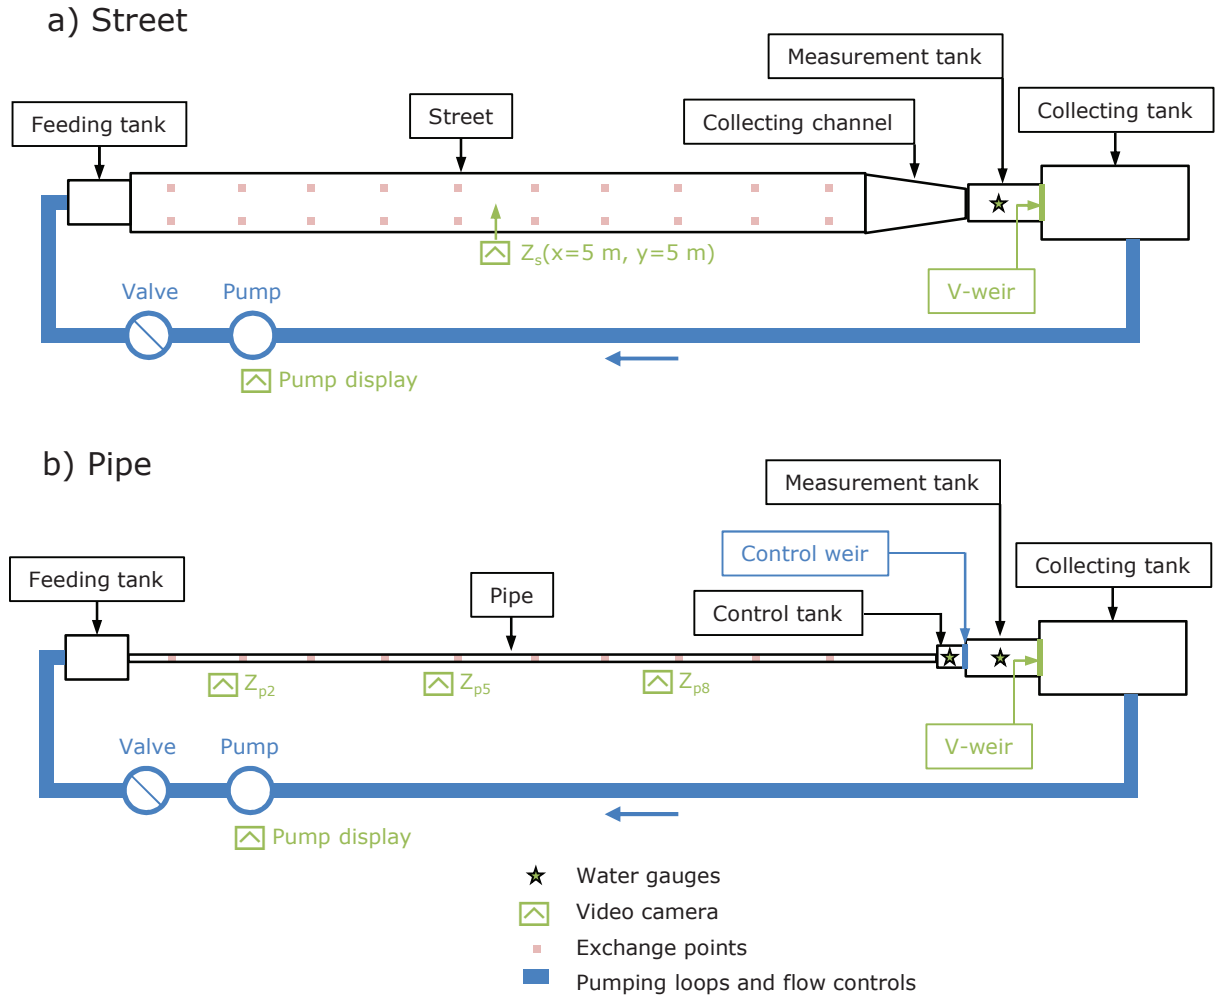 a) Street
Measurement tank
Feeding tank
Street
Collecting channel
Collecting tank
Zs(x=5 m, y=5 m)
V-weir
Valve
Pump
Pump display
b) Pipe
Measurement tank
Control weir
Feeding tank
Pipe
Control tank
Collecting tank
Zp2
Zp5
Zp8
V-weir
Valve
Pump
Pump display
Water gauges
Video camera
Exchange points
Pumping loops and flow controls